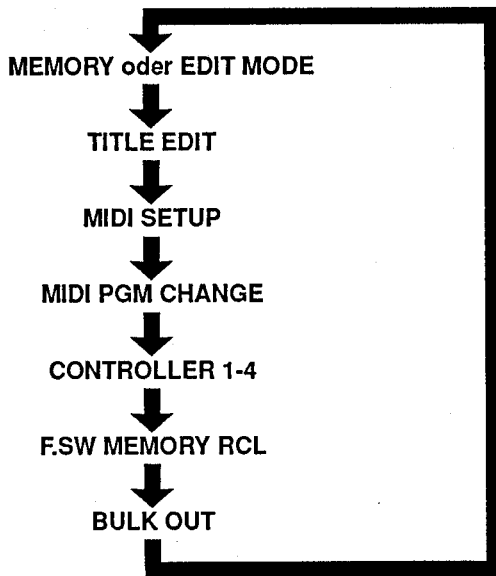 MEMORY oder EDIT MODE
TITLE EDIT
MIDI SETUP
MIDI PGM CHANGE
CONTROLLER 1-4
F.SW MEMORY RCL
BULK OUT